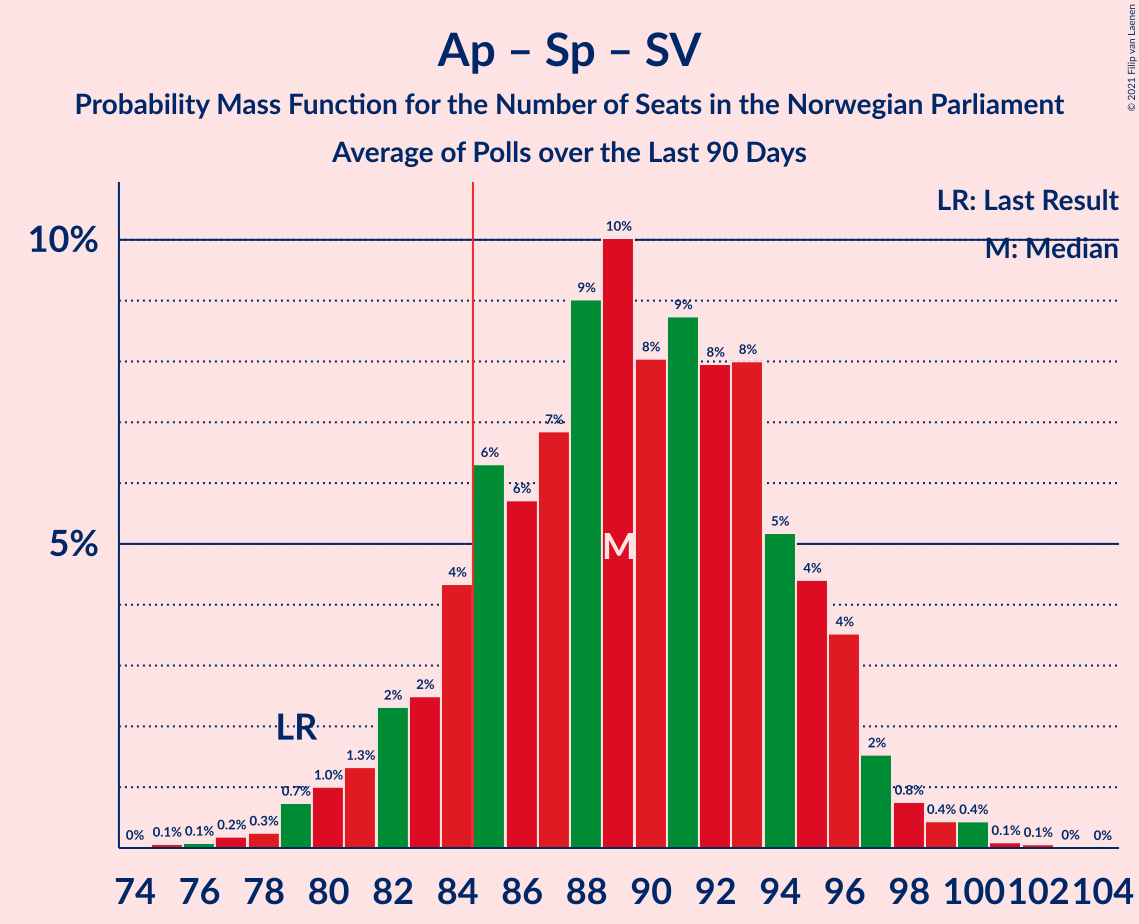 Ap – Sp – SV
Probability Mass Function for the Number of Seats in the Norwegian Parliament
Average of Polls over the Last 90 Days
© 2021 Filip van Laenen
LR: Last Result
M: Median
10%
5%
LR
M
0% 0.1% 0.1% 0.2% 0.3% 0.7% 1.0% 1.3% 2% 2% 4% 6% 6% 7% 9% 10% 8% 9% 8% 8% 5% 4% 4% 2% 0.8% 0.4% 0.4% 0.1% 0.1% 0% 0%
74 76 78 80 82 84 86 88 90 92 94 96 98 100 102 104